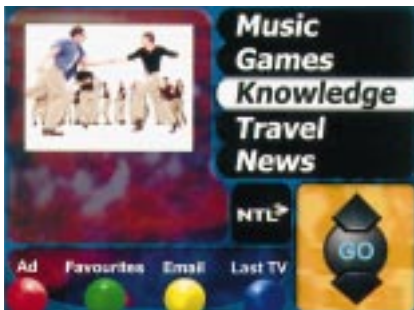 Music
Games
Knowledge
Travel
News
NTL
GO
Ad Favourites Email Last TV